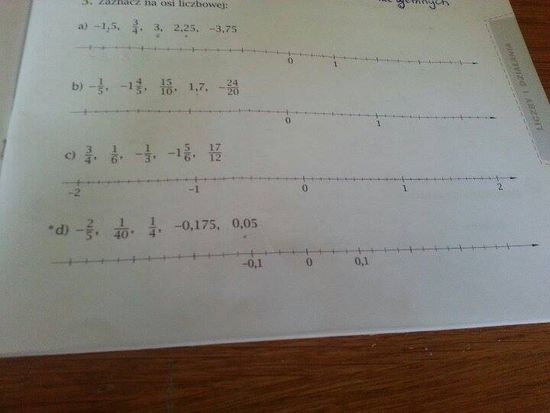 3. Zaznacz na osi liczbowej:
a) −1,5, 3/4, 3, 2,25, −3,75
0 1
b) −1/5, −1 4/5, 15/10, 1,7, −24/20
0 1
c) 3/4, 1/6, −1/3, −1 5/6, 17/12
−2 −1 0 1 2
*d) −2/5, 1/40, 1/4, −0,175, 0,05
−0,1 0 0,1
LICZBY I DZIAŁANIA